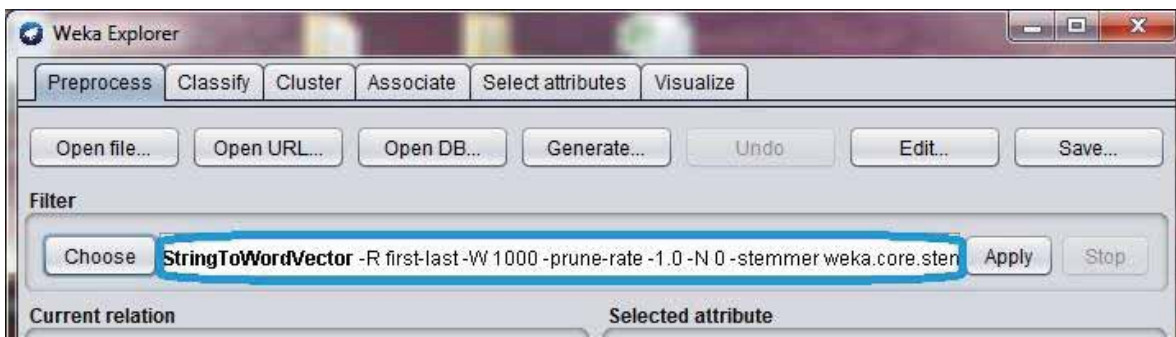 Weka Explorer
Preprocess Classify Cluster Associate Select attributes Visualize
Open file... Open URL... Open DB... Generate... Undo Edit... Save...
Filter
Choose StringToWordVector -R first-last -W 1000 -prune-rate -1.0 -N 0 -stemmer weka.core.sten Apply Stop
Current relation Selected attribute